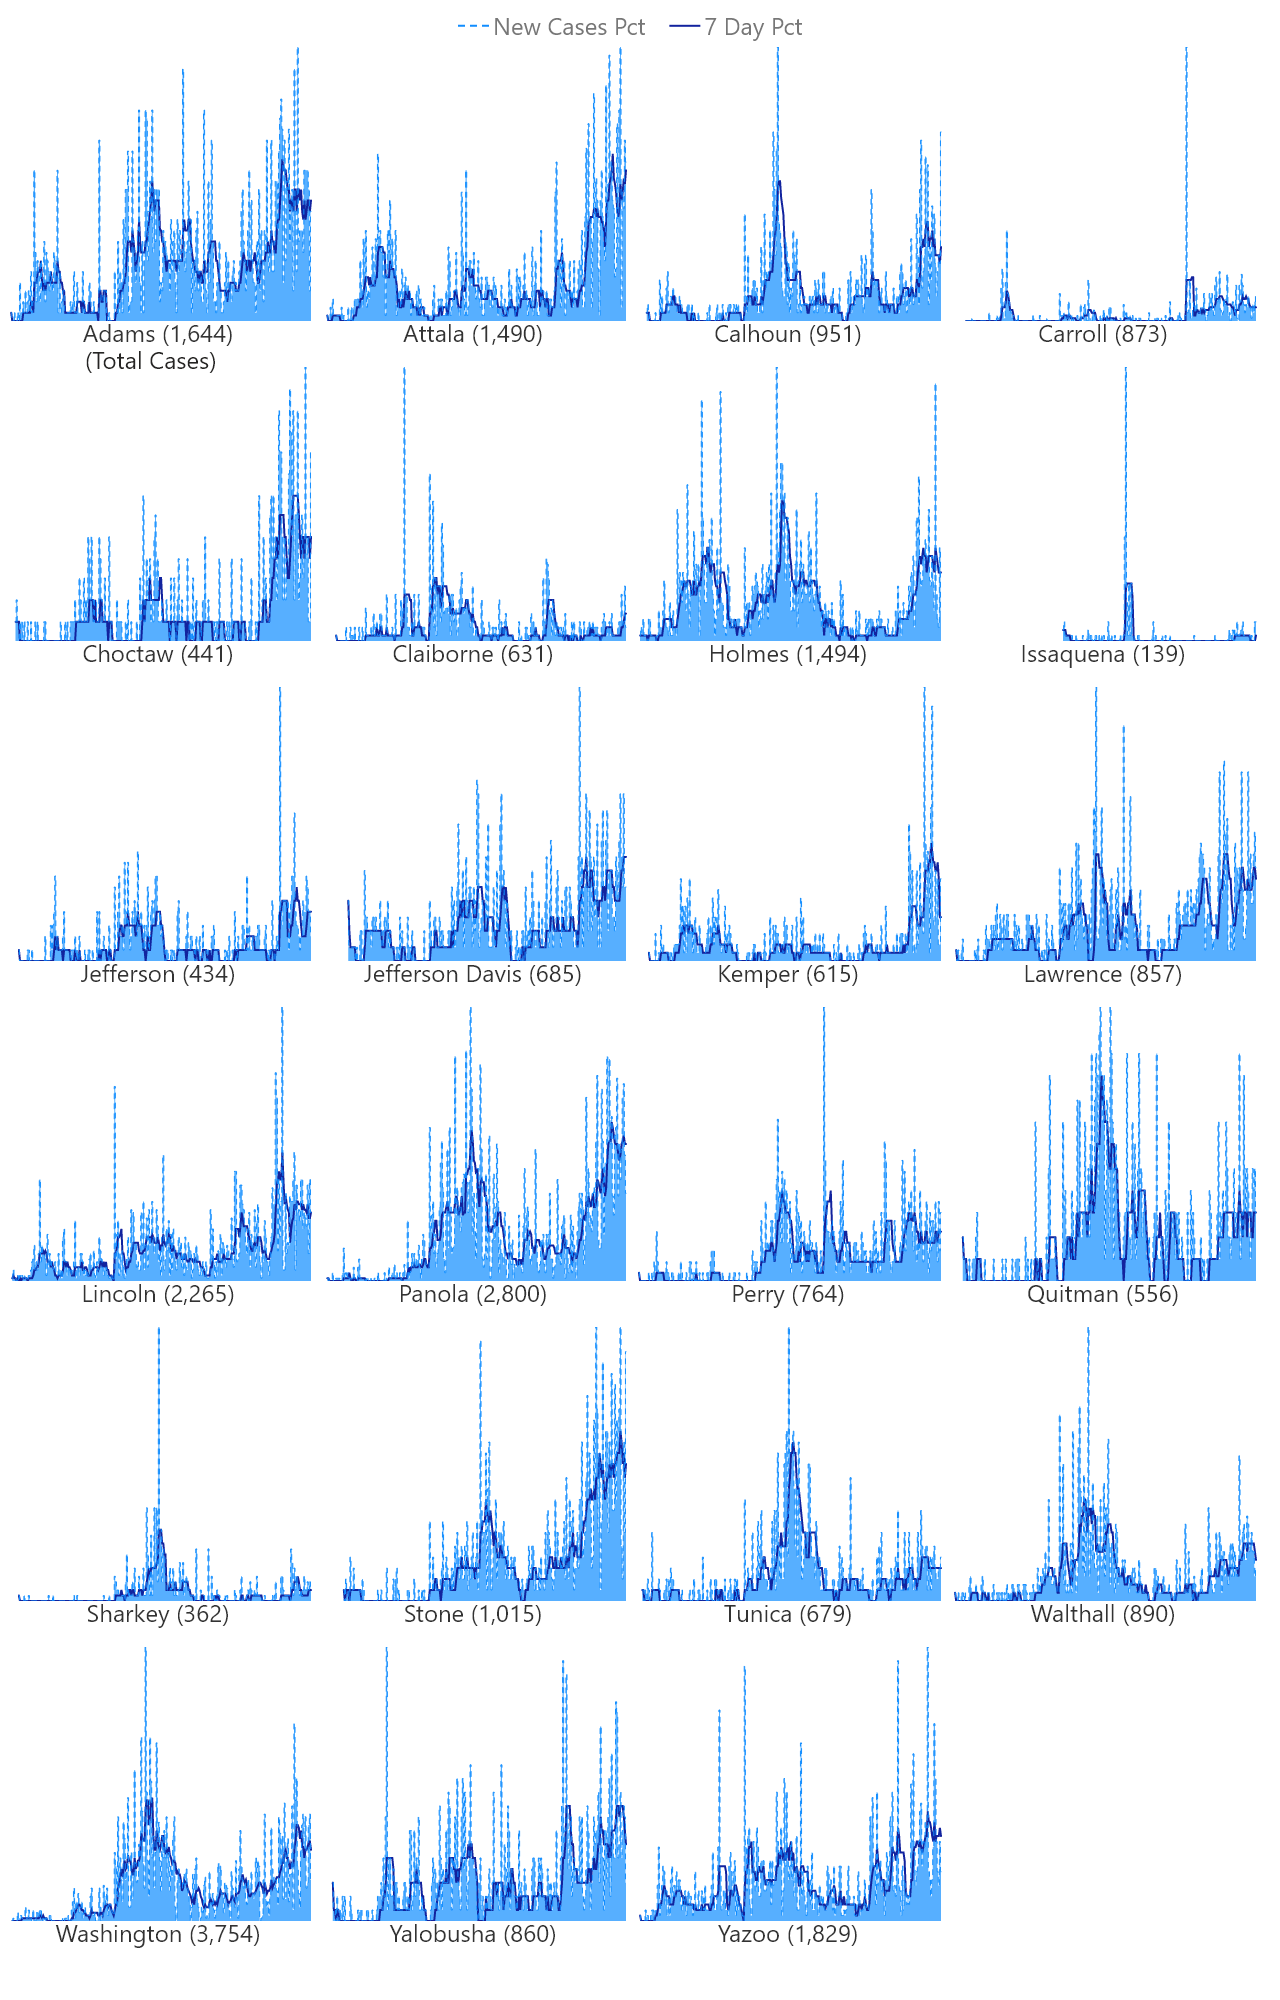 New Cases Pct 7 Day Pct
Adams (1,644) Attala (1,490) Calhoun (951) Carroll (873)
(Total Cases)
Choctaw (441) Claiborne (631) Holmes (1,494) Issaquena (139)
Jefferson (434) Jefferson Davis (685) Kemper (615) Lawrence (857)
Lincoln (2,265) Panola (2,800) Perry (764) Quitman (556)
Sharkey (362) Stone (1,015) Tunica (679) Walthall (890)
Washington (3,754) Yalobusha (860) Yazoo (1,829)